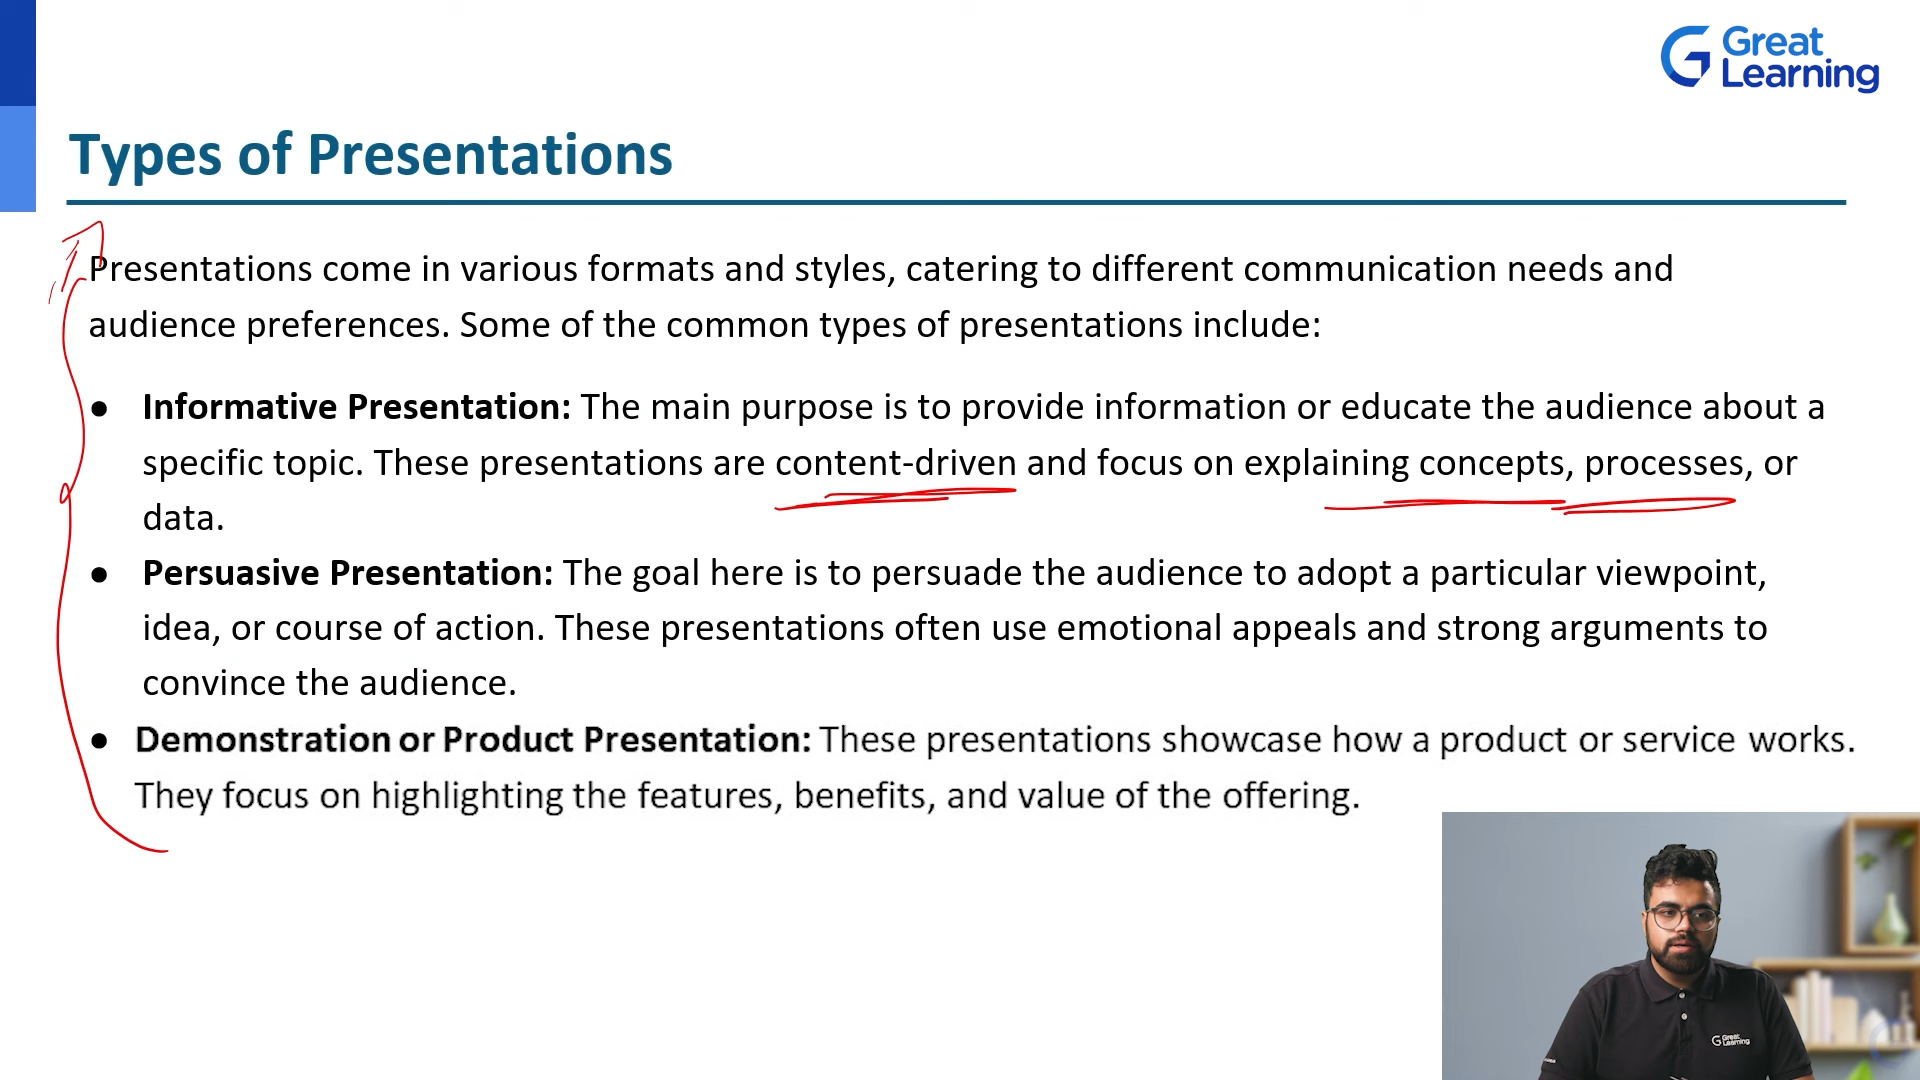 Great
Learning
Types of Presentations
Presentations come in various formats and styles, catering to different communication needs and
audience preferences. Some of the common types of presentations include:
● Informative Presentation: The main purpose is to provide information or educate the audience about a
specific topic. These presentations are content-driven and focus on explaining concepts, processes, or
data.
● Persuasive Presentation: The goal here is to persuade the audience to adopt a particular viewpoint,
idea, or course of action. These presentations often use emotional appeals and strong arguments to
convince the audience.
● Demonstration or Product Presentation: These presentations showcase how a product or service works.
They focus on highlighting the features, benefits, and value of the offering.
Great
Learning